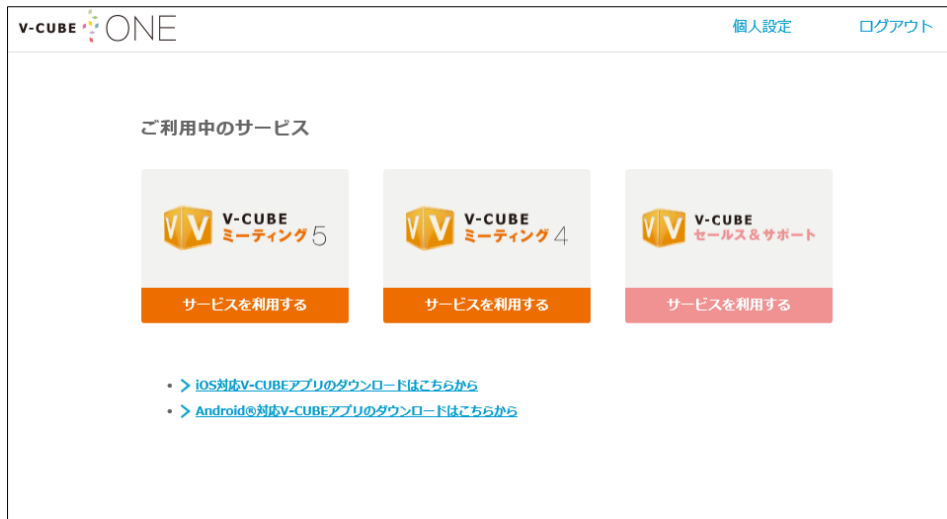 V-CUBE ONE
個人設定
ログアウト
ご利用中のサービス
V-CUBE
ミーティング 5
サービスを利用する
V-CUBE
ミーティング 4
サービスを利用する
V-CUBE
セールス&サポート
サービスを利用する
iOS対応V-CUBEアプリのダウンロードはこちらから
Android®対応V-CUBEアプリのダウンロードはこちらから